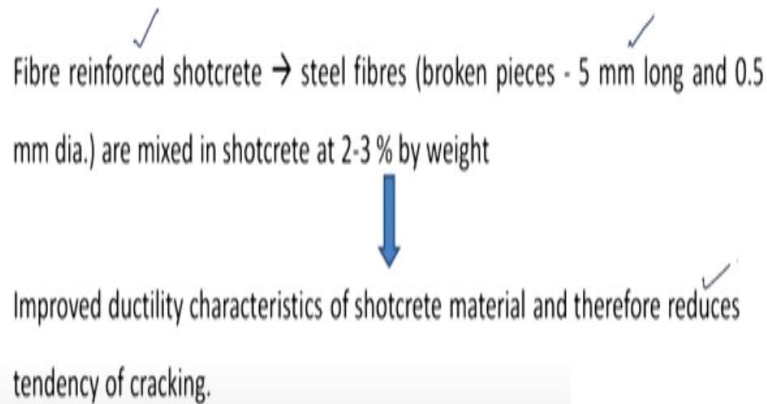 Fibre reinforced shotcrete → steel fibres (broken pieces - 5 mm long and 0.5
mm dia.) are mixed in shotcrete at 2-3 % by weight
Improved ductility characteristics of shotcrete material and therefore reduces
tendency of cracking.